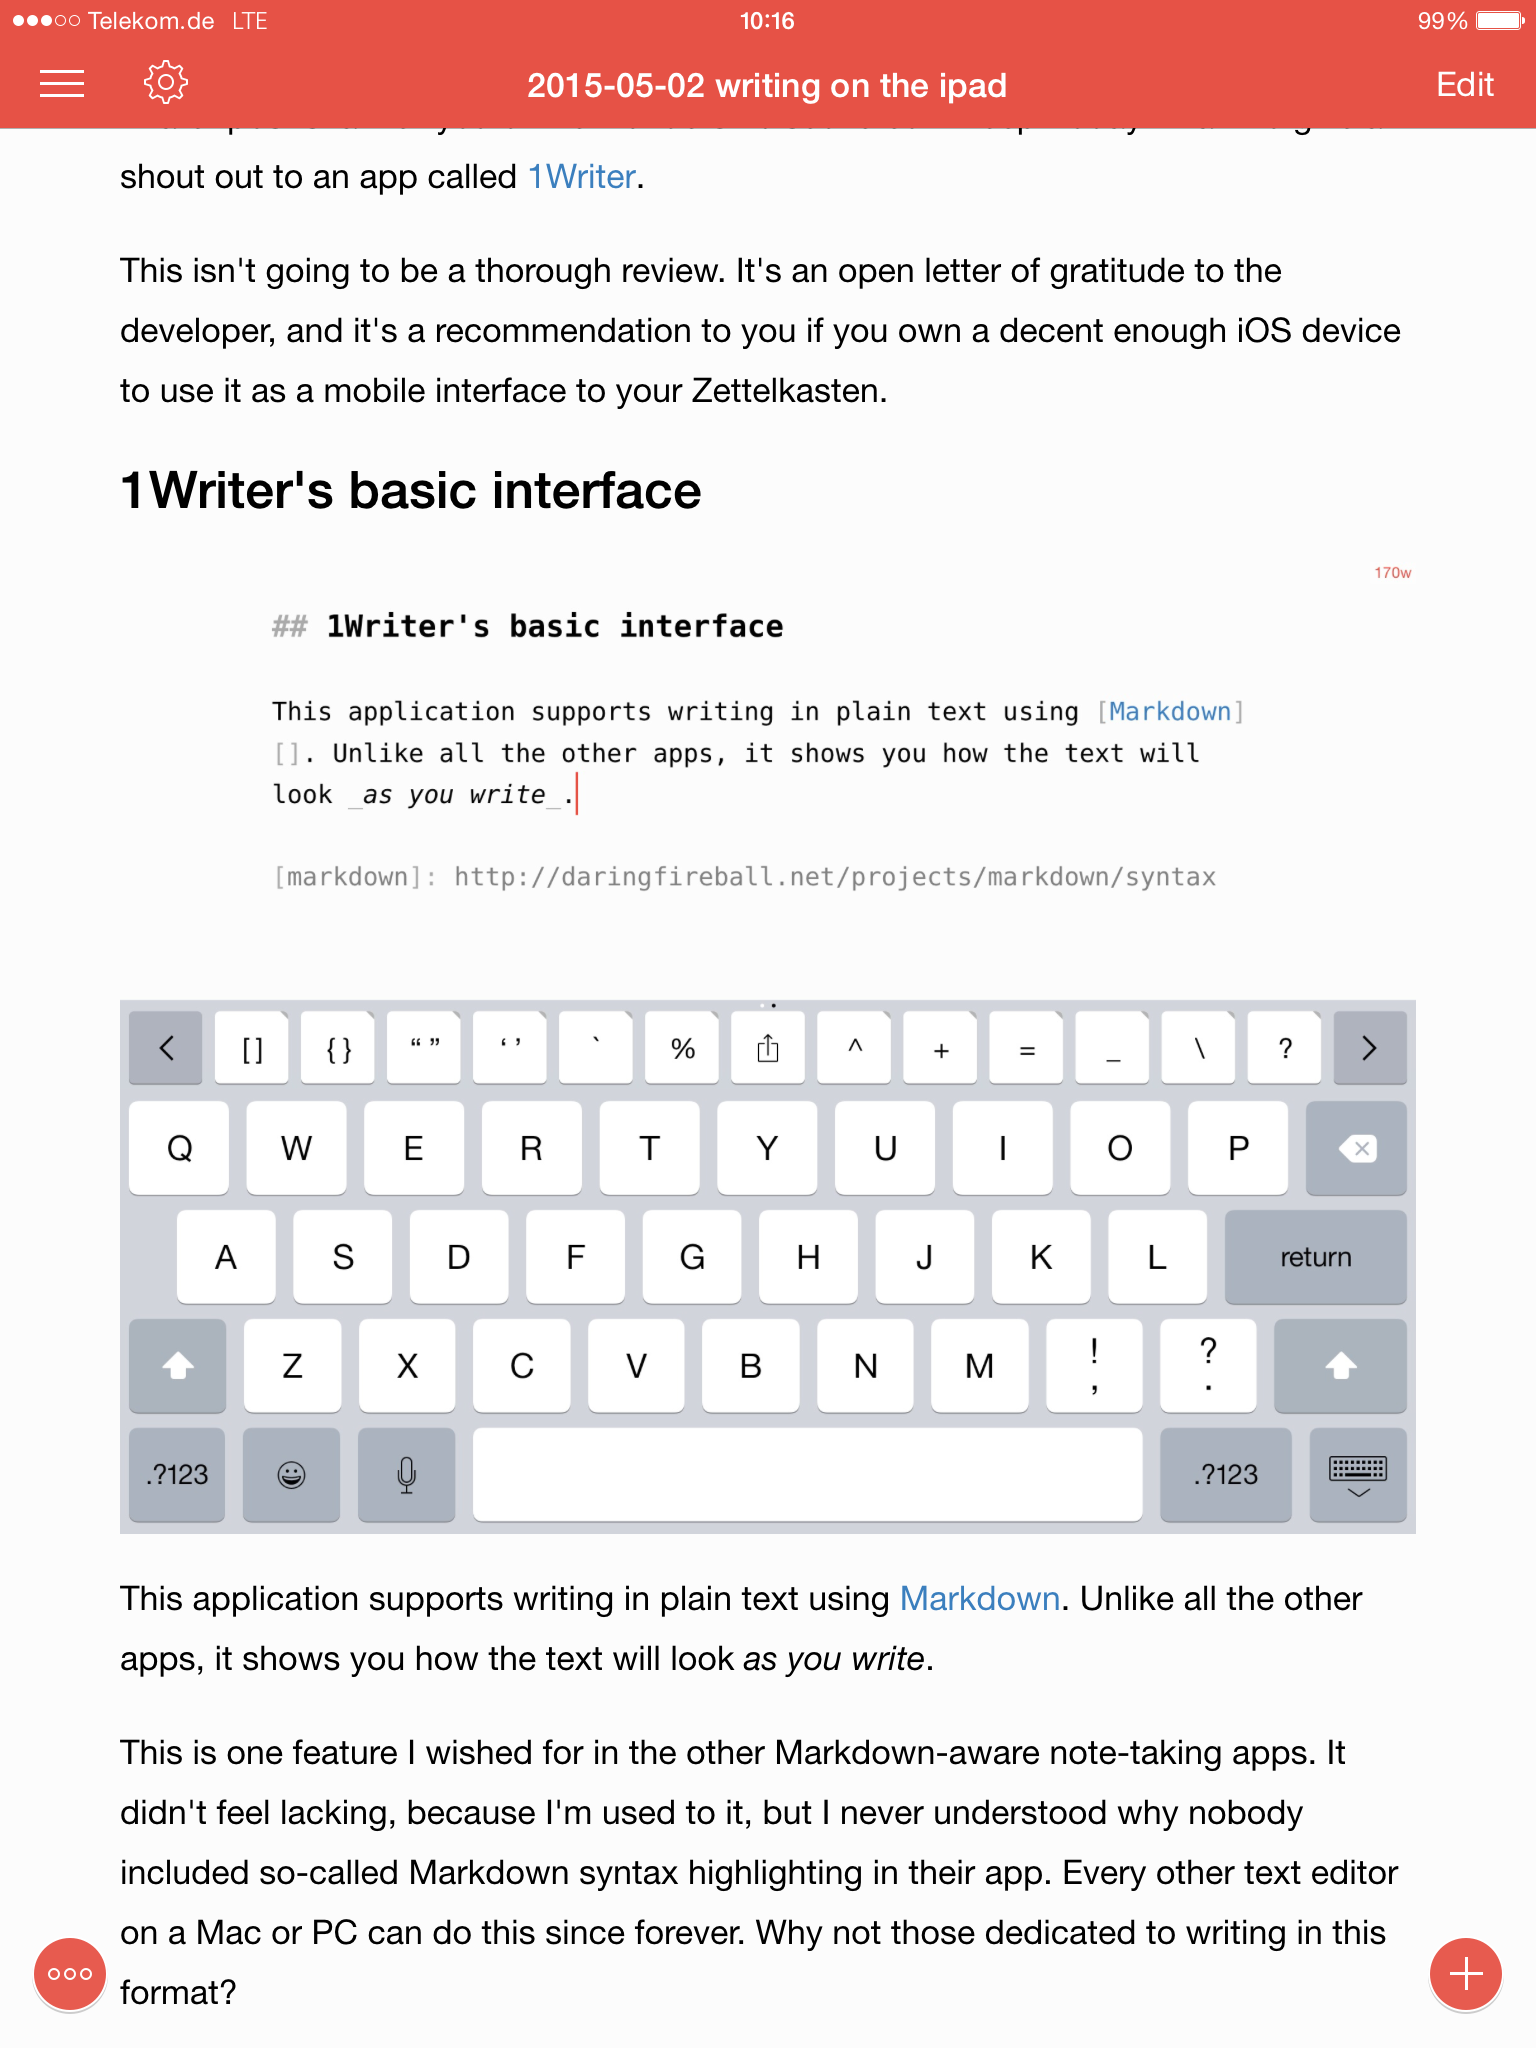 Telekom.de LTE 10:16 99%
2015-05-02 writing on the ipad Edit
shout out to an app called 1Writer.
This isn't going to be a thorough review. It's an open letter of gratitude to the
developer, and it's a recommendation to you if you own a decent enough iOS device
to use it as a mobile interface to your Zettelkasten.
1Writer's basic interface
170w
## 1Writer's basic interface
This application supports writing in plain text using [Markdown]
[]. Unlike all the other apps, it shows you how the text will
look _as you write_.
[markdown]: http://daringfireball.net/projects/markdown/syntax
< [] {} “ ” ‘ ’ ` % ^ + = _ \ ? >
Q W E R T Y U I O P
A S D F G H J K L return
Z X C V B N M ! , ? .
.?123 .?123
This application supports writing in plain text using Markdown. Unlike all the other
apps, it shows you how the text will look as you write.
This is one feature I wished for in the other Markdown-aware note-taking apps. It
didn't feel lacking, because I'm used to it, but I never understood why nobody
included so-called Markdown syntax highlighting in their app. Every other text editor
on a Mac or PC can do this since forever. Why not those dedicated to writing in this
format?